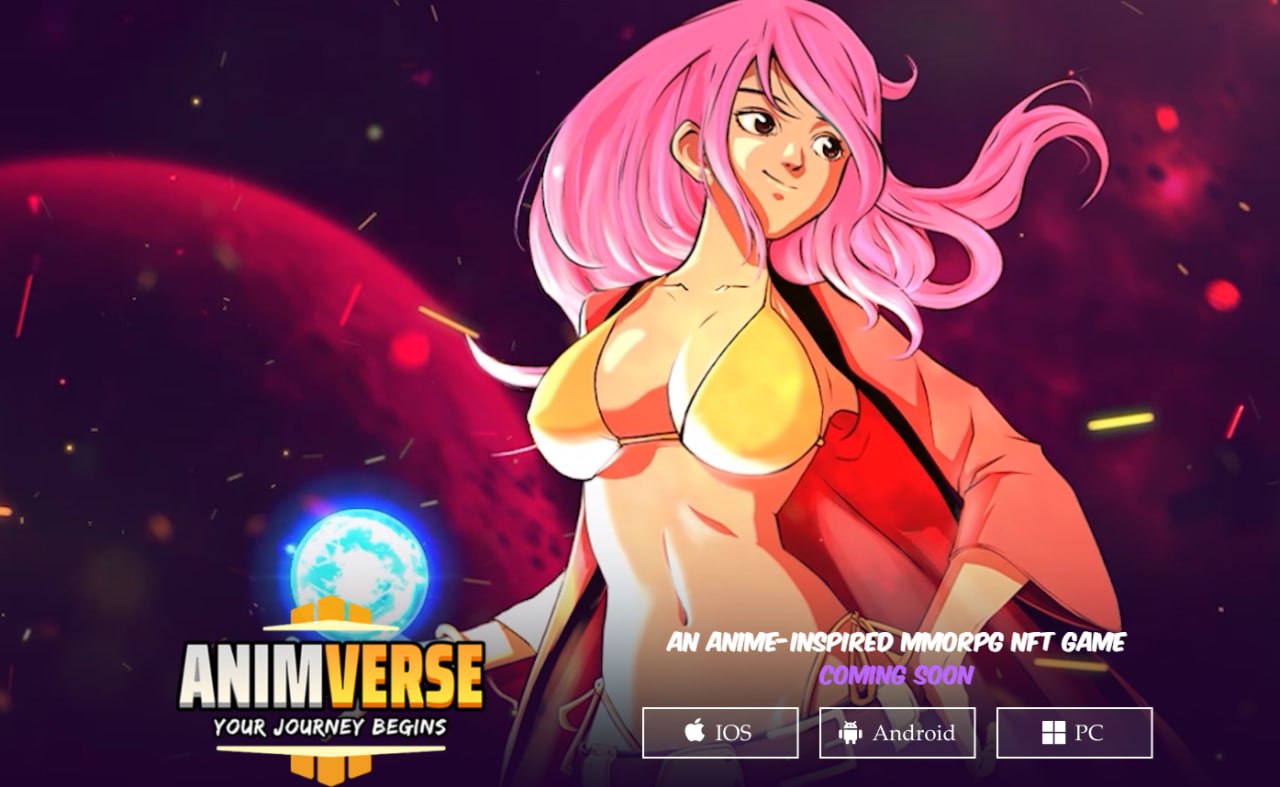 ANIMVERSE
YOUR JOURNEY BEGINS
AN ANIME-INSPIRED MMORPG NFT GAME
COMING SOON
IOS
Android
PC